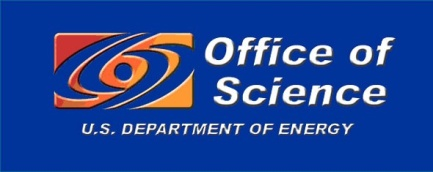 Office of
Science
U.S. DEPARTMENT OF ENERGY